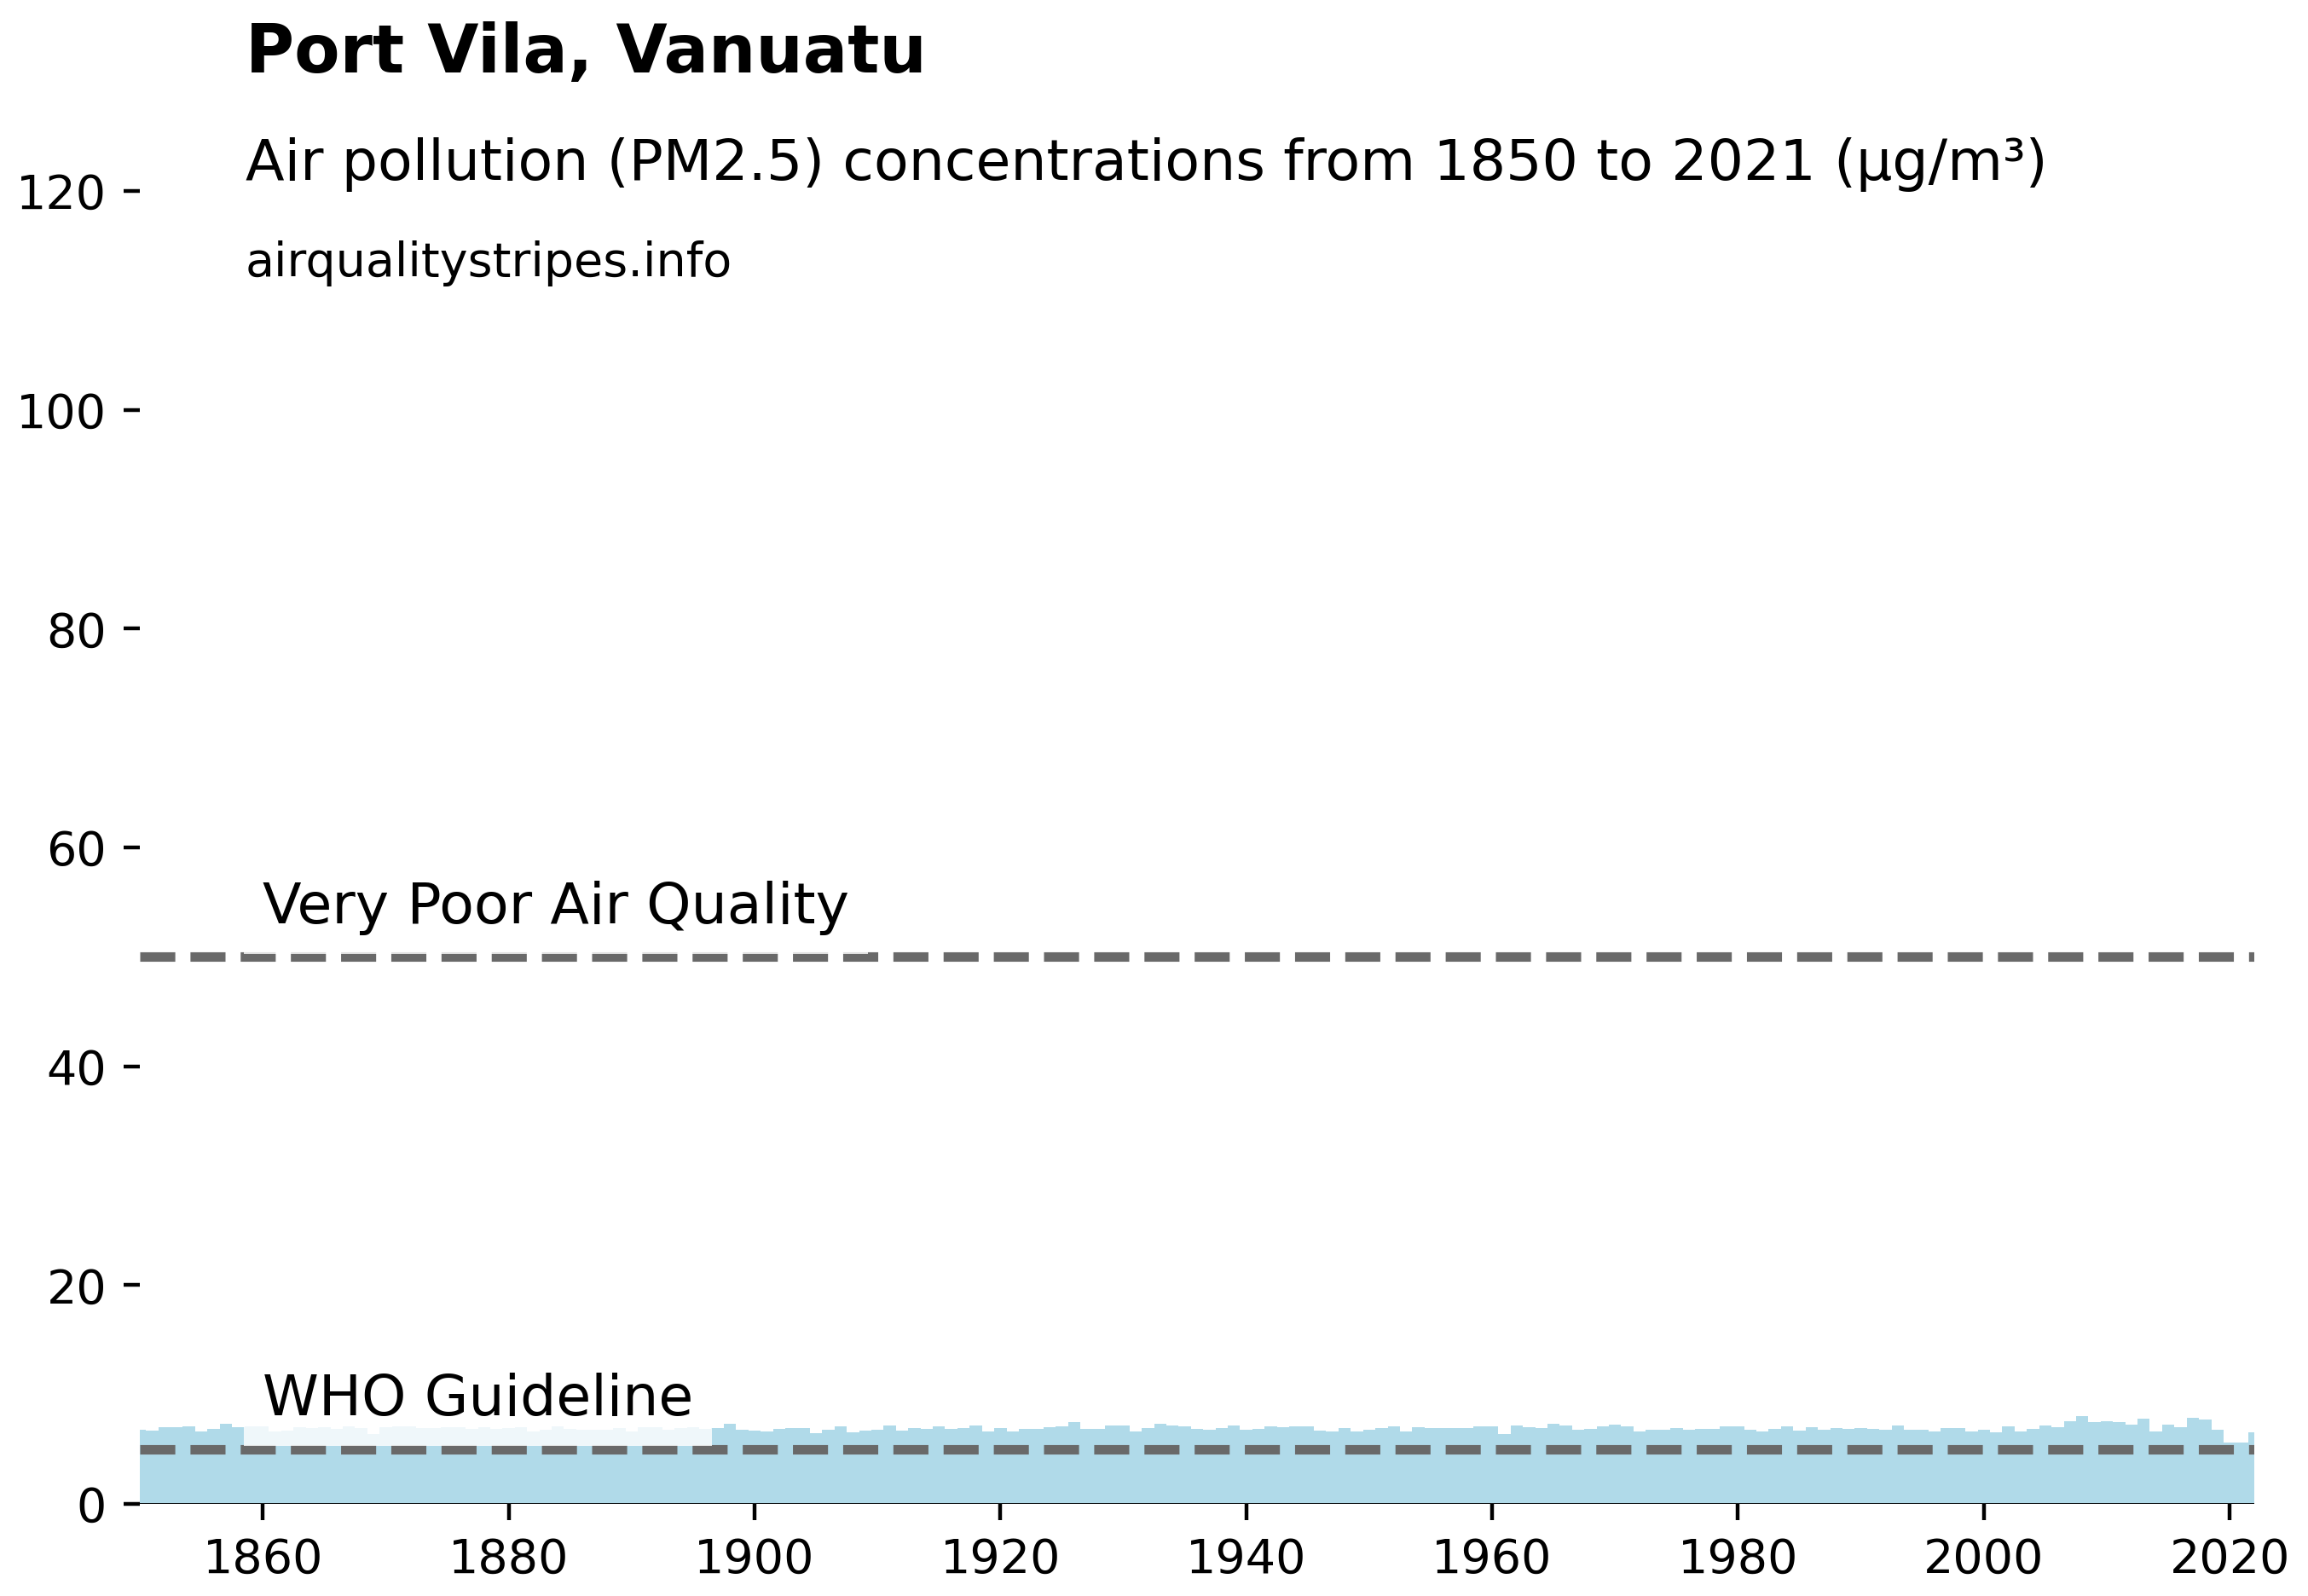 Port Vila, Vanuatu
Air pollution (PM2.5) concentrations from 1850 to 2021 (µg/m³)
airqualitystripes.info
120
100
80
60
Very Poor Air Quality
40
20
WHO Guideline
0
1860 1880 1900 1920 1940 1960 1980 2000 2020